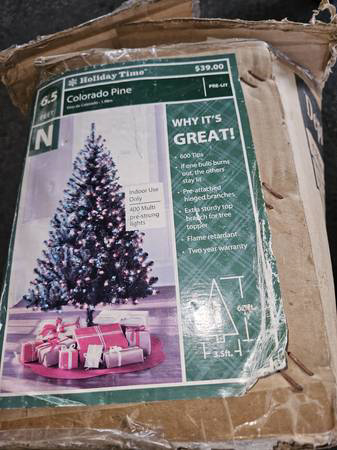 Holiday Time
$39.00
6.5
FEET
Colorado Pine
PRE-LIT
N
WHY IT'S
GREAT!
600 Tips
If one bulb burns
out, the others
stay lit
Pre-attached
hinged branches
Extra sturdy top
branch for tree
topper
Flame retardant
Two year warranty
Indoor Use
Only
400 Multi
pre-strung
lights
3.5ft.